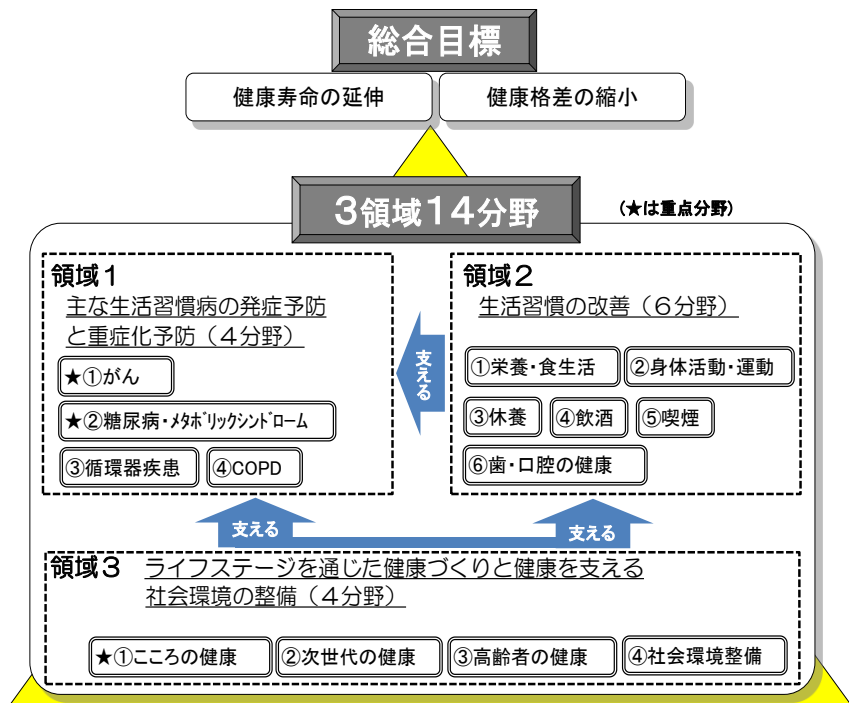 総合目標
健康寿命の延伸
健康格差の縮小
3領域14分野
(★は重点分野)
領域1
主な生活習慣病の発症予防
と重症化予防(4分野)
★①がん
★②糖尿病・ﾒﾀﾎﾞﾘｯｸｼﾝﾄﾞﾛｰﾑ
③循環器疾患
④COPD
支える
領域2
生活習慣の改善(6分野)
①栄養・食生活
②身体活動・運動
③休養
④飲酒
⑤喫煙
⑥歯・口腔の健康
支える
支える
領域3 ライフステージを通じた健康づくりと健康を支える
社会環境の整備(4分野)
★①こころの健康
②次世代の健康
③高齢者の健康
④社会環境整備